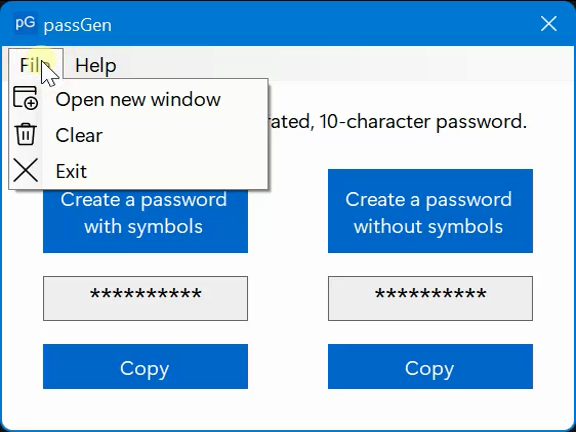 pG passGen
File Help
Open new window
Clear
Exit
rated, 10-character password.
Create a password
with symbols
Create a password
without symbols
**********
**********
Copy
Copy